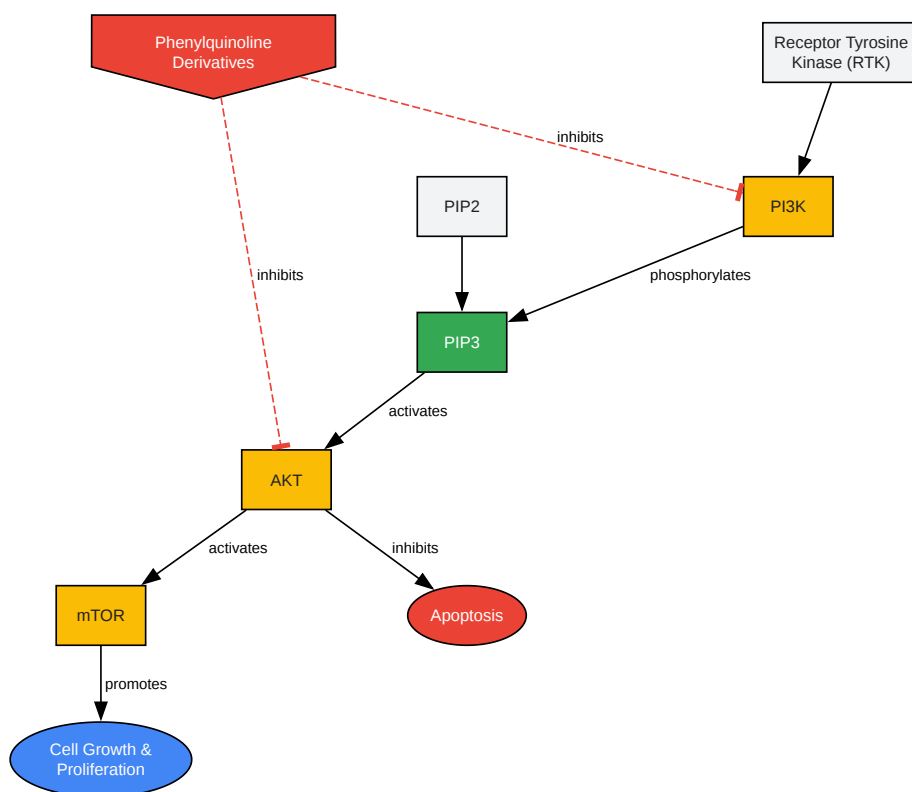 Phenylquinoline
Derivatives
Receptor Tyrosine
Kinase (RTK)
inhibits
PIP2
PI3K
inhibits
phosphorylates
PIP3
activates
AKT
activates
inhibits
mTOR
Apoptosis
promotes
Cell Growth &
Proliferation